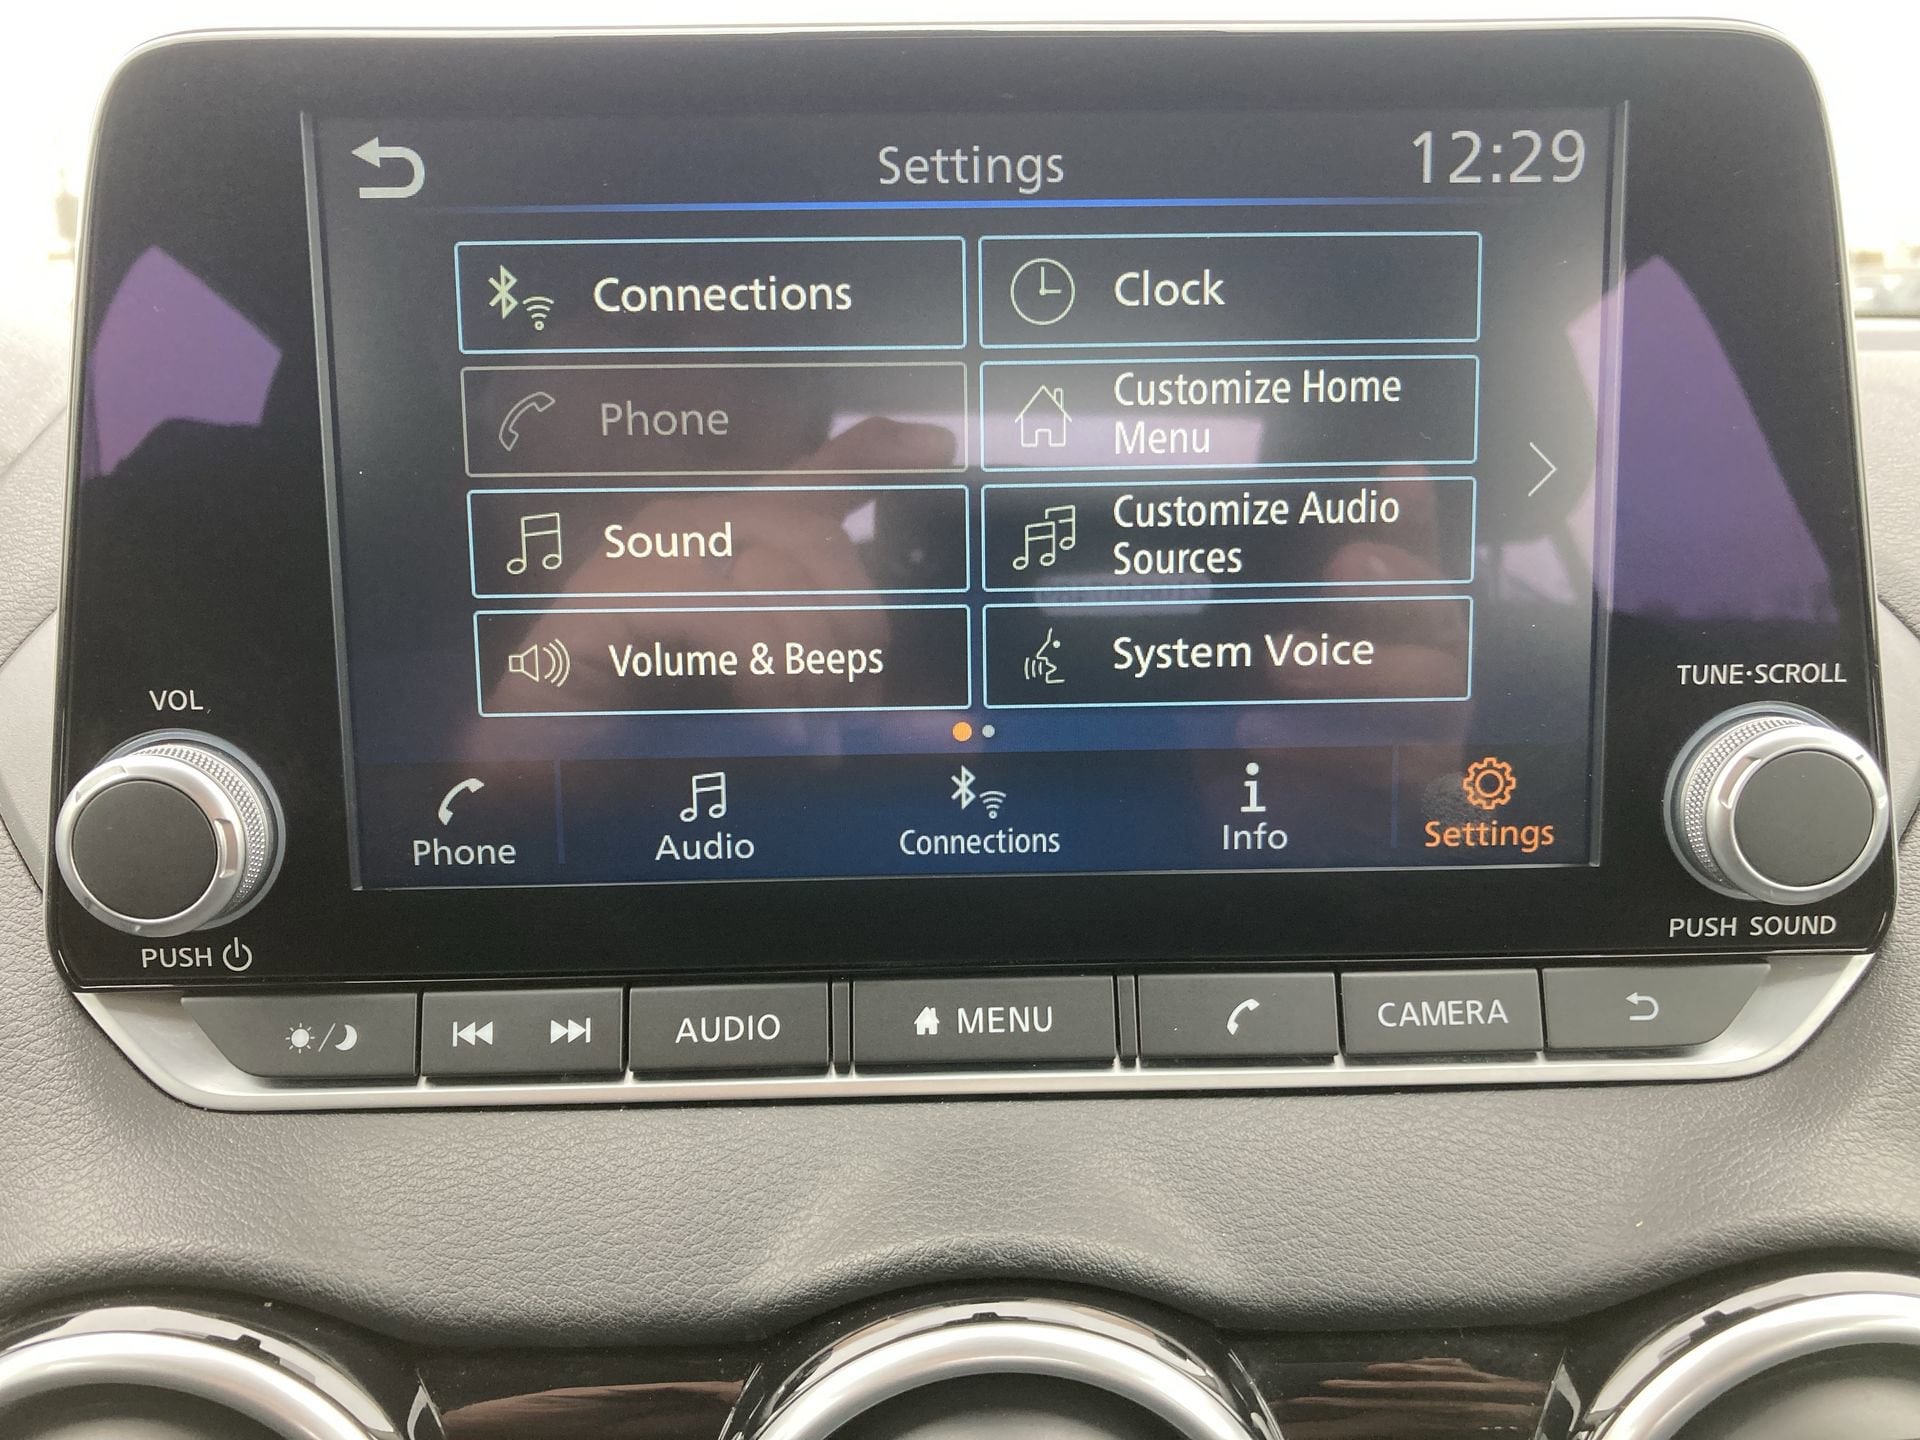 Settings
12:29
Connections
Clock
Phone
Customize Home
Menu
Sound
Customize Audio
Sources
Volume & Beeps
System Voice
Phone
Audio
Connections
Info
Settings
VOL
PUSH
TUNE·SCROLL
PUSH SOUND
AUDIO
MENU
CAMERA